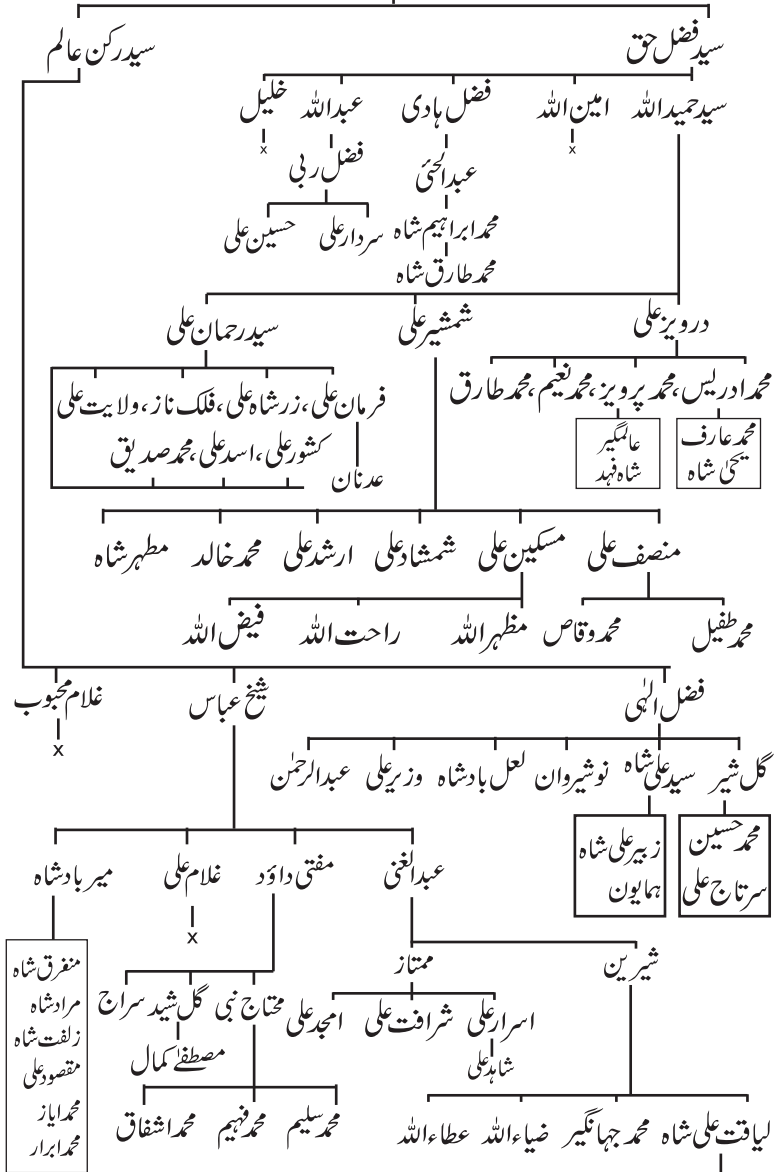 سید فضل حق سید رکن عالم
سید حمید اللہ امین اللہ فضل ہادی عبد اللہ خلیل
x x
عبدالحئی فضل ربی
محمد ابراہیم شاہ سردار علی حسین علی
محمد طارق شاہ
درویز علی شمشیر علی سید رحمان علی
محمد ادریس، محمد پرویز، محمد نعیم، محمد طارق
محمد عارف
یحیٰ شاہ
عالمگیر
شاہ فہد
فرمان علی، زرشاہ علی، فلک ناز، ولایت علی
کشور علی، اسد علی، محمد صدیق
عدنان
منصف علی مسکین علی شمشاد علی ارشد علی محمد خالد مطہر شاہ
محمد طفیل محمد وقاص مظہر اللہ راحت اللہ فیض اللہ
فضل الٰہی شیخ عباس غلام محبوب
x
گل شیر سید علی شاہ نوشیروان لعل بادشاہ وزیر علی عبدالرحمٰن
محمد حسین
سرتاج علی
زبیر علی شاہ
ہمایون
عبدالغنی مفتی داؤد غلام علی میر بادشاہ
x
شیرین ممتاز
محتاج نبی گل شید سراج
اسرار علی شرافت علی امجد علی
شاہد علی
مصطفےٰ کمال
منفرق شاہ
مراد شاہ
زلفت شاہ
مقصود علی
محمد ایاز
محمد ابرار
محمد سلیم محمد فہیم محمد اشفاق
لیاقت علی شاہ محمد جہانگیر ضیاء اللہ عطاء اللہ